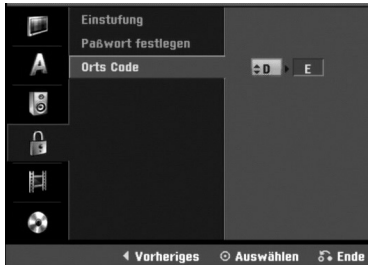 Einstufung
Paßwort festlegen
Orts Code D E
A
Vorheriges Auswählen Ende